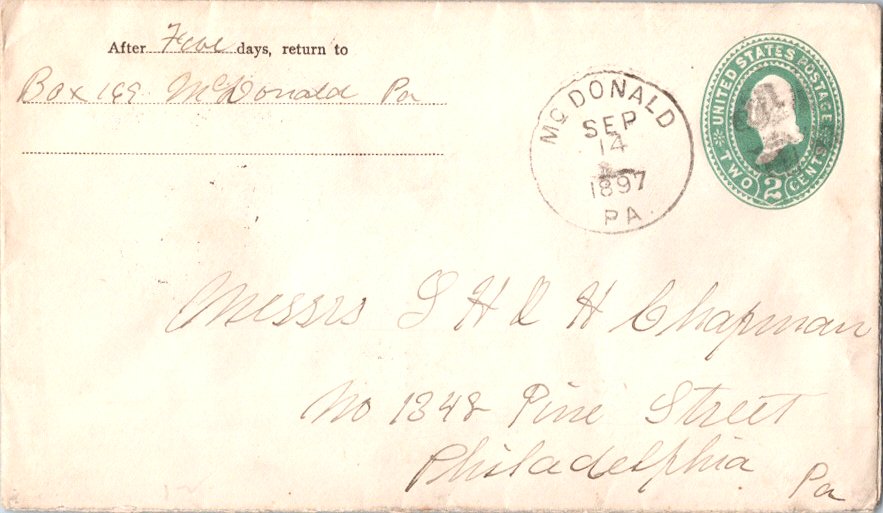 After Five days, return to
Box 169 McDonald Pa
McDONALD
SEP
14
1897
PA.
UNITED STATES POSTAGE
TWO 2 CENTS
Messrs S H & H Chapman
No 1348 Pine Street
Philadelphia
Pa